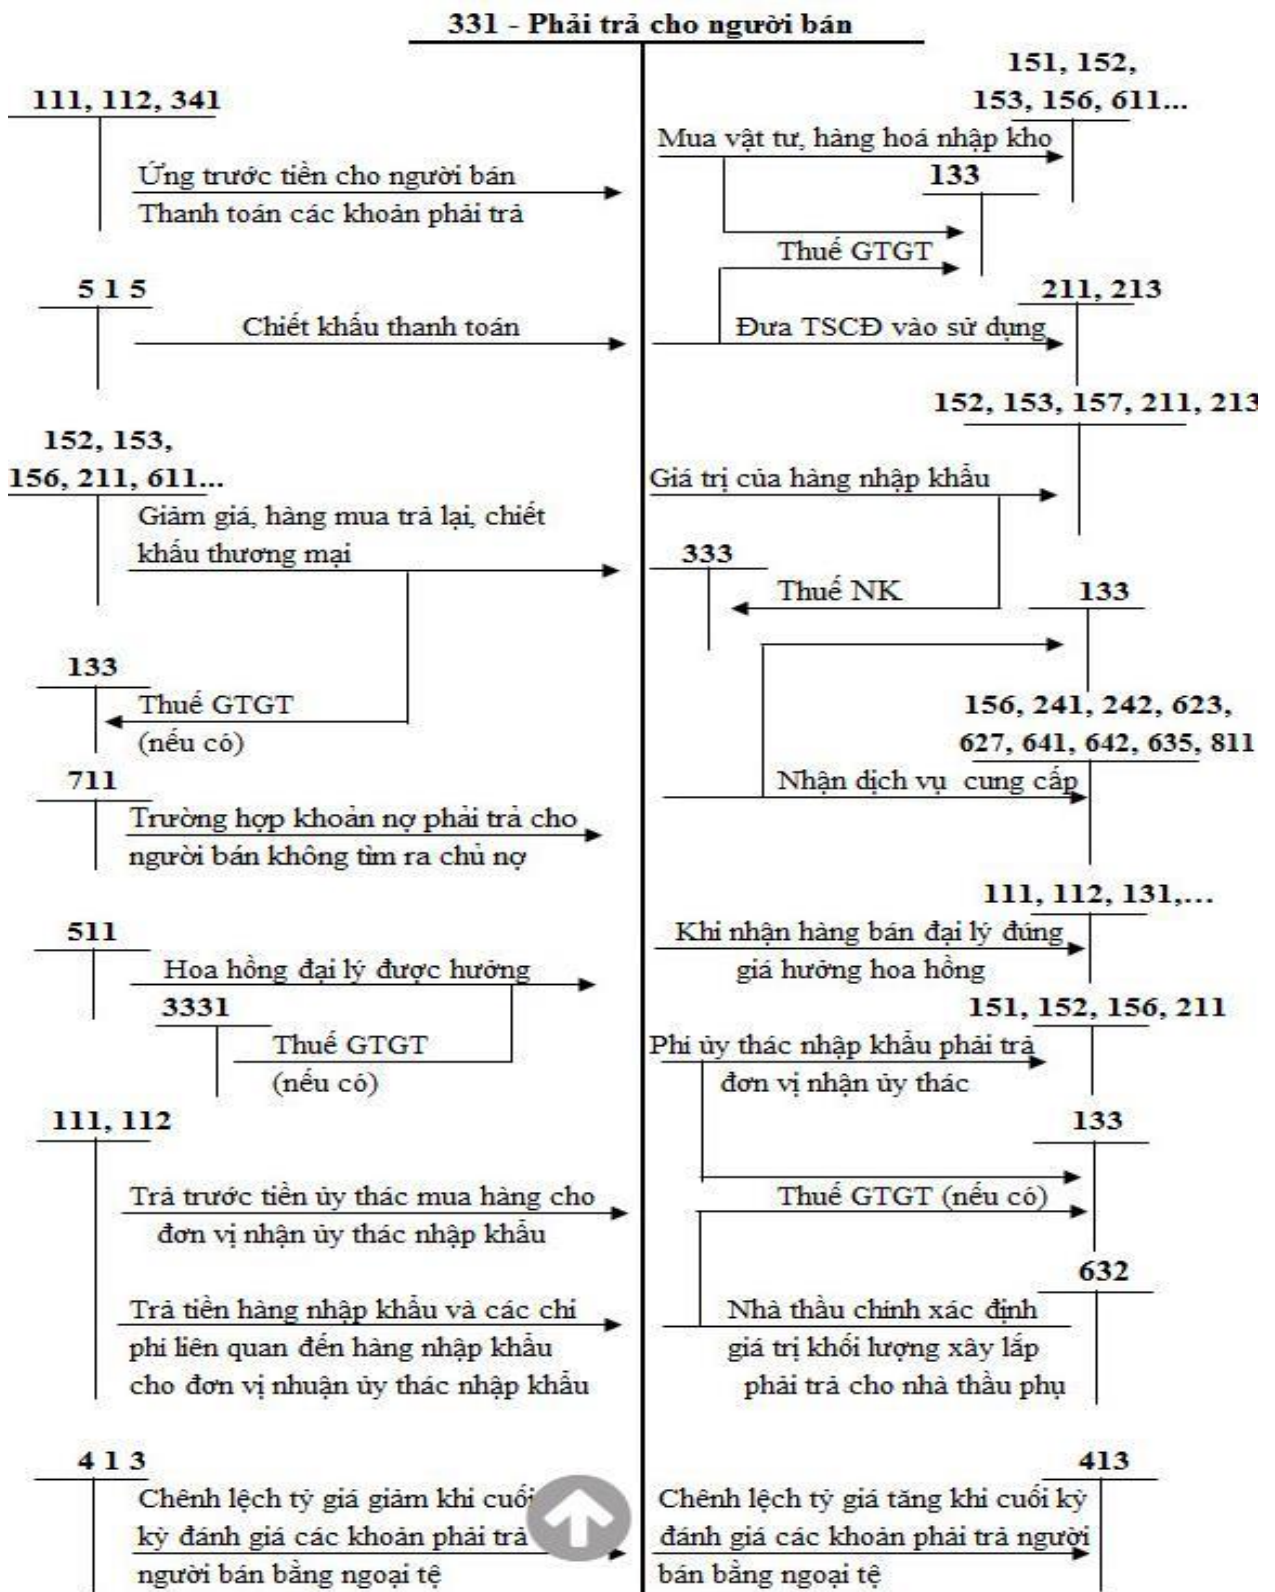 331 - Phải trả cho người bán
111, 112, 341
Ứng trước tiền cho người bán
Thanh toán các khoản phải trả
5 1 5
Chiết khấu thanh toán
152, 153,
156, 211, 611...
Giảm giá, hàng mua trả lại, chiết
khấu thương mại
133
Thuế GTGT
(nếu có)
711
Trường hợp khoản nợ phải trả cho
người bán không tìm ra chủ nợ
511
Hoa hồng đại lý được hưởng
3331
Thuế GTGT
(nếu có)
111, 112
Trả trước tiền ủy thác mua hàng cho
đơn vị nhận ủy thác nhập khẩu
Trả tiền hàng nhập khẩu và các chi
phí liên quan đến hàng nhập khẩu
cho đơn vị nhuận ủy thác nhập khẩu
4 1 3
Chênh lệch tỷ giá giảm khi cuối
kỳ đánh giá các khoản phải trả
người bán bằng ngoại tệ
151, 152,
153, 156, 611...
Mua vật tư, hàng hoá nhập kho
133
Thuế GTGT
211, 213
Đưa TSCĐ vào sử dụng
152, 153, 157, 211, 213
Giá trị của hàng nhập khẩu
333
Thuế NK
133
156, 241, 242, 623,
627, 641, 642, 635, 811
Nhận dịch vụ cung cấp
111, 112, 131,...
Khi nhận hàng bán đại lý đúng
giá hưởng hoa hồng
151, 152, 156, 211
Phí ủy thác nhập khẩu phải trả
đơn vị nhận ủy thác
133
Thuế GTGT (nếu có)
632
Nhà thầu chính xác định
giá trị khối lượng xây lắp
phải trả cho nhà thầu phụ
413
Chênh lệch tỷ giá tăng khi cuối kỳ
đánh giá các khoản phải trả người
bán bằng ngoại tệ